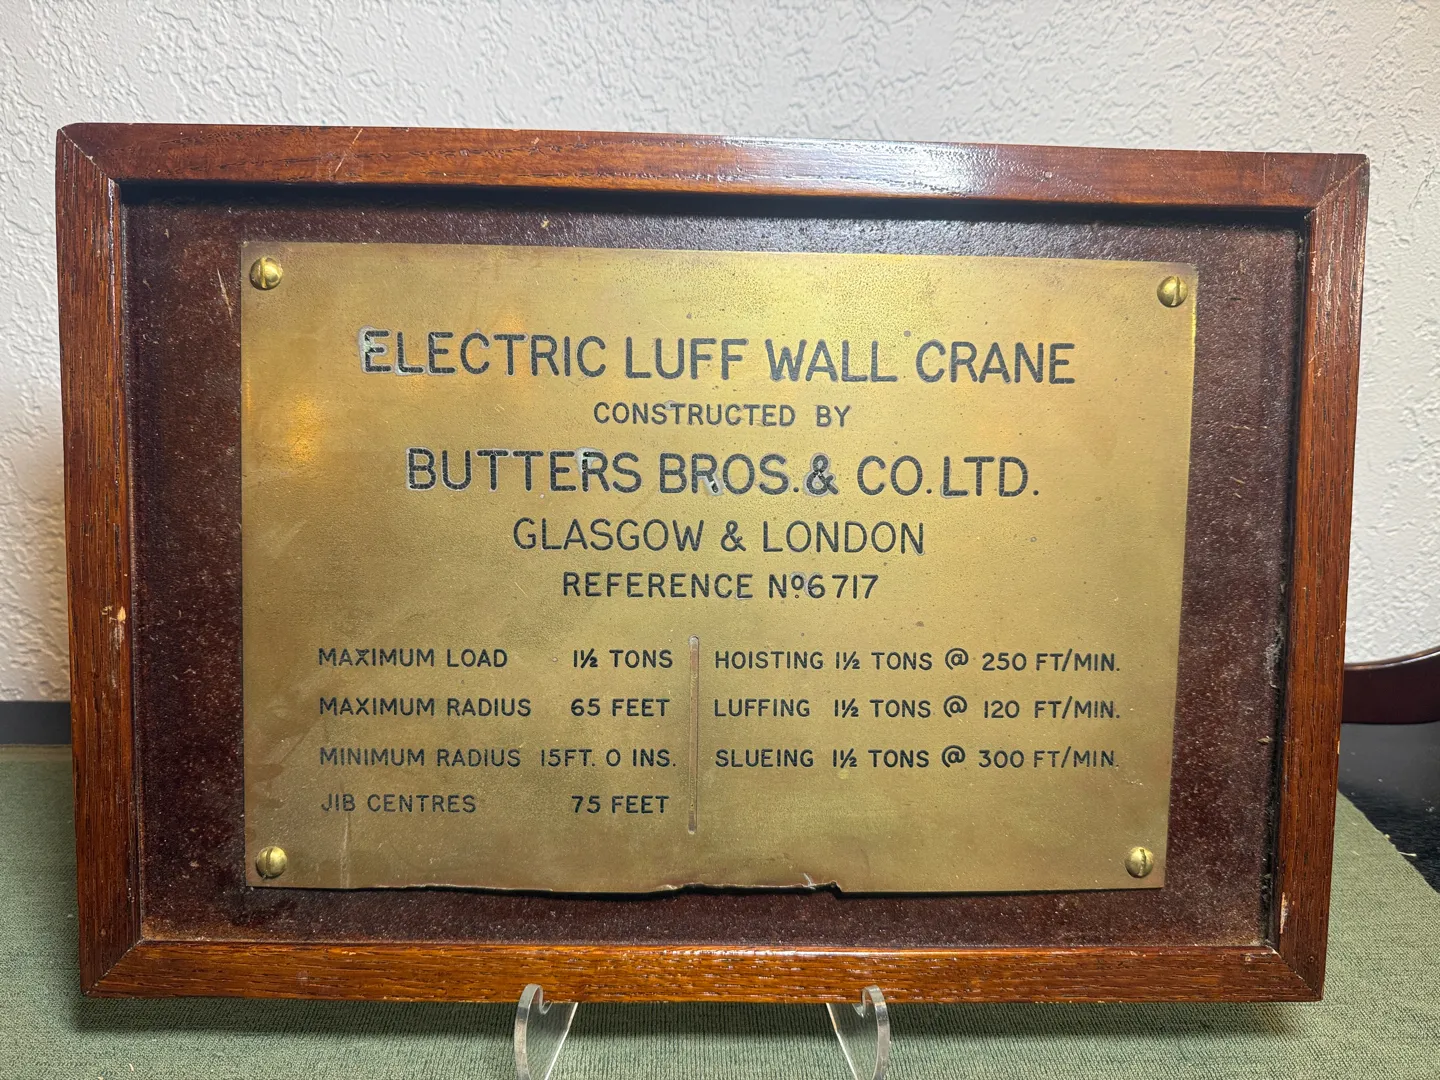 ELECTRIC LUFF WALL CRANE
CONSTRUCTED BY
BUTTERS BROS. & CO. LTD.
GLASGOW & LONDON
REFERENCE Nº 6717
MAXIMUM LOAD 1½ TONS
MAXIMUM RADIUS 65 FEET
MINIMUM RADIUS 15FT. 0 INS.
JIB CENTRES 75 FEET
HOISTING 1½ TONS @ 250 FT/MIN.
LUFFING 1½ TONS @ 120 FT/MIN.
SLUEING 1½ TONS @ 300 FT/MIN.